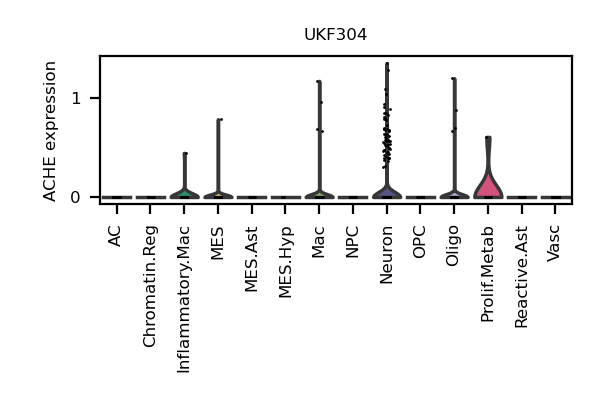 UKF304
ACHE expression
1
0
AC
Chromatin.Reg
Inflammatory.Mac
MES
MES.Ast
MES.Hyp
Mac
NPC
Neuron
OPC
Oligo
Prolif.Metab
Reactive.Ast
Vasc